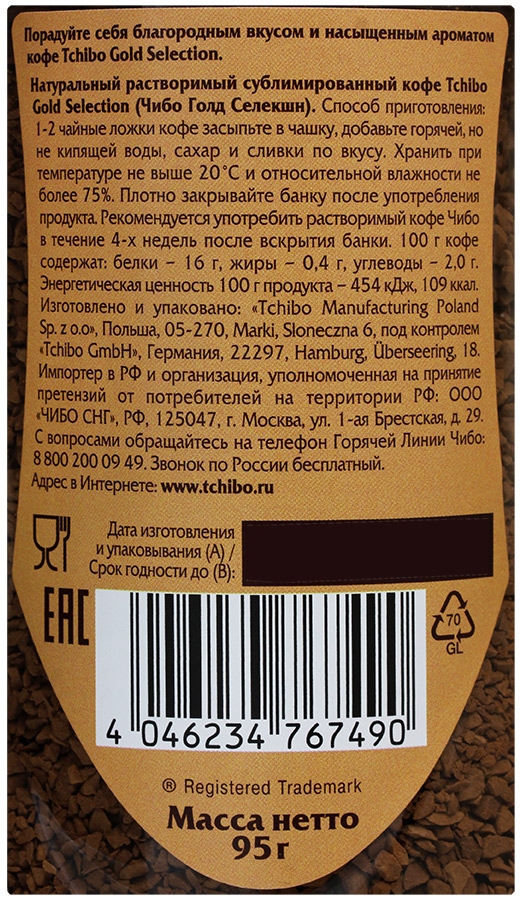 Порадуйте себя благородным вкусом и насыщенным ароматом
кофе Tchibo Gold Selection.
Натуральный растворимый сублимированный кофе Tchibo
Gold Selection (Чибо Голд Селекшн). Способ приготовления:
1-2 чайные ложки кофе засыпьте в чашку, добавьте горячей, но
не кипящей воды, сахар и сливки по вкусу. Хранить при
температуре не выше 20°С и относительной влажности не
более 75%. Плотно закрывайте банку после употребления
продукта. Рекомендуется употребить растворимый кофе Чибо
в течение 4-х недель после вскрытия банки. 100 г кофе
содержат: белки – 16 г, жиры – 0,4 г, углеводы – 2,0 г.
Энергетическая ценность 100 г продукта – 454 кДж, 109 ккал.
Изготовлено и упаковано: «Tchibo Manufacturing Poland
Sp. z o.o», Польша, 05-270, Marki, Sloneczna 6, под контролем
«Tchibo GmbH», Германия, 22297, Hamburg, Überseering, 18.
Импортер в РФ и организация, уполномоченная на принятие
претензий от потребителей на территории РФ: ООО
«ЧИБО СНГ», РФ, 125047, г. Москва, ул. 1-ая Брестская, д. 29.
С вопросами обращайтесь на телефон Горячей Линии Чибо:
8 800 200 09 49. Звонок по России бесплатный.
Адрес в Интернете: www.tchibo.ru
Дата изготовления
и упаковывания (А) /
Срок годности до (В):
EAC
70
GL
4 046234 767490
® Registered Trademark
Масса нетто
95 г